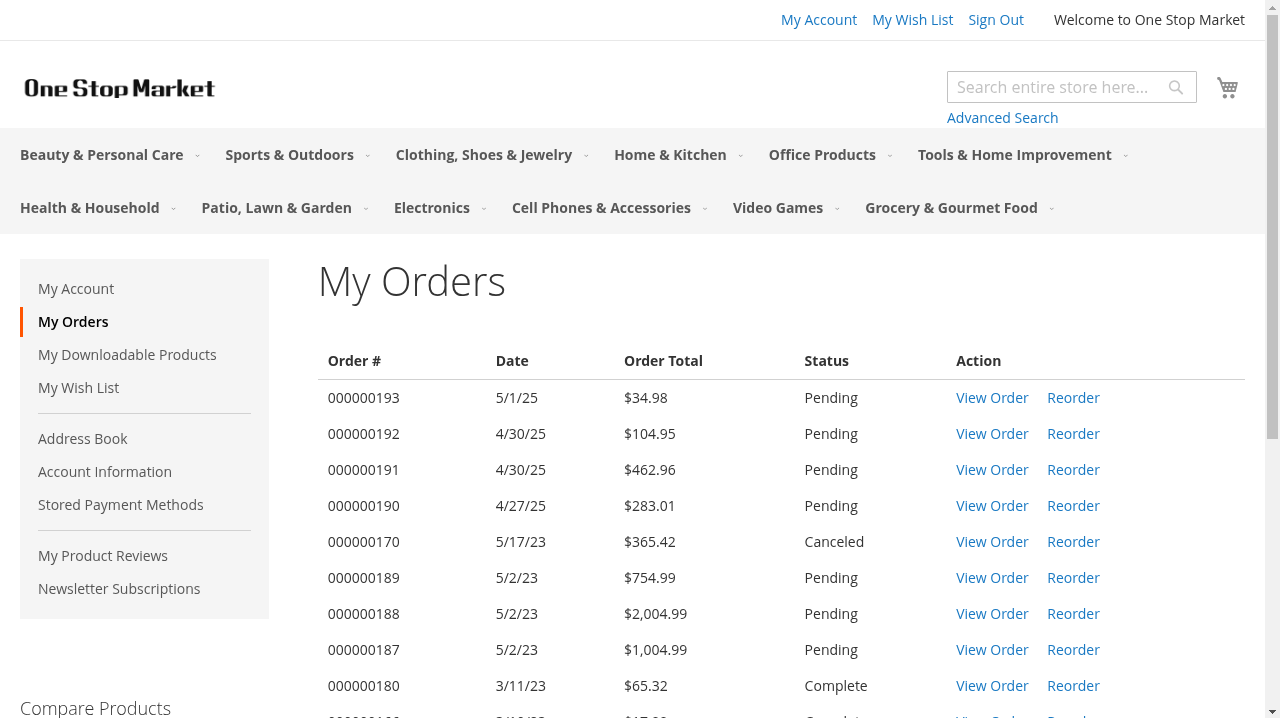 My Account My Wish List Sign Out Welcome to One Stop Market
One Stop Market
Search entire store here...
Advanced Search
Beauty & Personal Care Sports & Outdoors Clothing, Shoes & Jewelry Home & Kitchen Office Products Tools & Home Improvement
Health & Household Patio, Lawn & Garden Electronics Cell Phones & Accessories Video Games Grocery & Gourmet Food
My Account
My Orders
My Downloadable Products
My Wish List
Address Book
Account Information
Stored Payment Methods
My Product Reviews
Newsletter Subscriptions
Compare Products
My Orders
Order # Date Order Total Status Action
000000193 5/1/25 $34.98 Pending View Order Reorder
000000192 4/30/25 $104.95 Pending View Order Reorder
000000191 4/30/25 $462.96 Pending View Order Reorder
000000190 4/27/25 $283.01 Pending View Order Reorder
000000170 5/17/23 $365.42 Canceled View Order Reorder
000000189 5/2/23 $754.99 Pending View Order Reorder
000000188 5/2/23 $2,004.99 Pending View Order Reorder
000000187 5/2/23 $1,004.99 Pending View Order Reorder
000000180 3/11/23 $65.32 Complete View Order Reorder